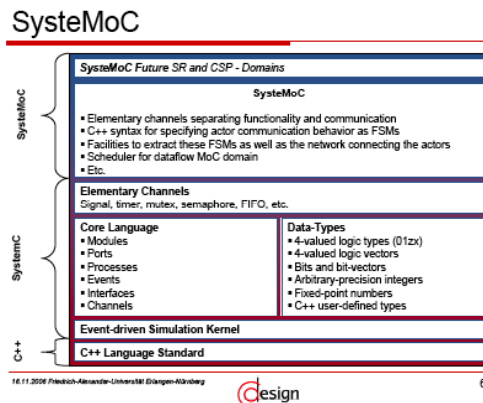 SysteMoC
SysteMoC Future SR and CSP - Domains
SysteMoC
▪ Elementary channels separating functionality and communication
▪ C++ syntax for specifying actor communication behavior as FSMs
▪ Facilities to extract these FSMs as well as the network connecting the actors
▪ Scheduler for dataflow MoC domain
▪ Etc.
SysteMoC
Elementary Channels
Signal, timer, mutex, semaphore, FIFO, etc.
Core Language
▪ Modules
▪ Ports
▪ Processes
▪ Events
▪ Interfaces
▪ Channels
Data-Types
▪ 4-valued logic types (01zx)
▪ 4-valued logic vectors
▪ Bits and bit-vectors
▪ Arbitrary-precision integers
▪ Fixed-point numbers
▪ C++ user-defined types
SystemC
Event-driven Simulation Kernel
C++
C++ Language Standard
16.11.2006 Friedrich-Alexander-Universität Erlangen-Nürnberg
design
6